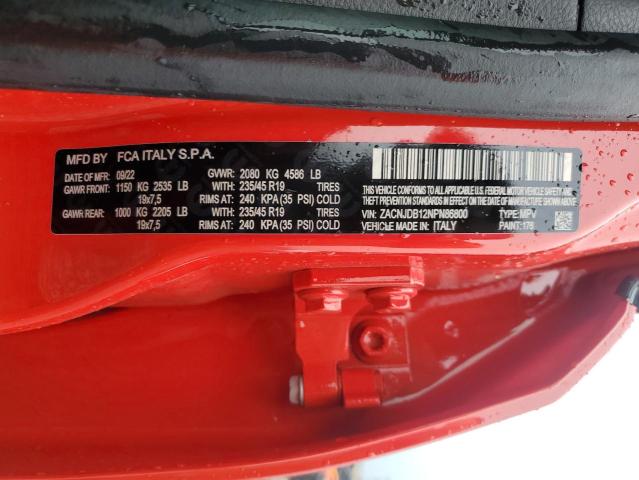 MFD BY FCA ITALY S.P.A.
DATE OF MFR: 09/22 GVWR: 2080 KG 4586 LB
GAWR FRONT: 1150 KG 2535 LB WITH: 235/45 R19 TIRES
19x7,5 RIMS AT: 240 KPA(35 PSI) COLD
GAWR REAR: 1000 KG 2205 LB WITH: 235/45 R19 TIRES
19x7,5 RIMS AT: 240 KPA(35 PSI) COLD
THIS VEHICLE CONFORMS TO ALL APPLICABLE FEDERAL MOTOR
VEHICLE SAFETY, BUMPER, AND THEFT PREVENTION STANDARDS
IN EFFECT ON THE DATE OF MANUFACTURE SHOWN ABOVE.
VIN: ZACNJDB12NPN86800 TYPE: MPV
VEHICLE MADE IN: ITALY PAINT: 176